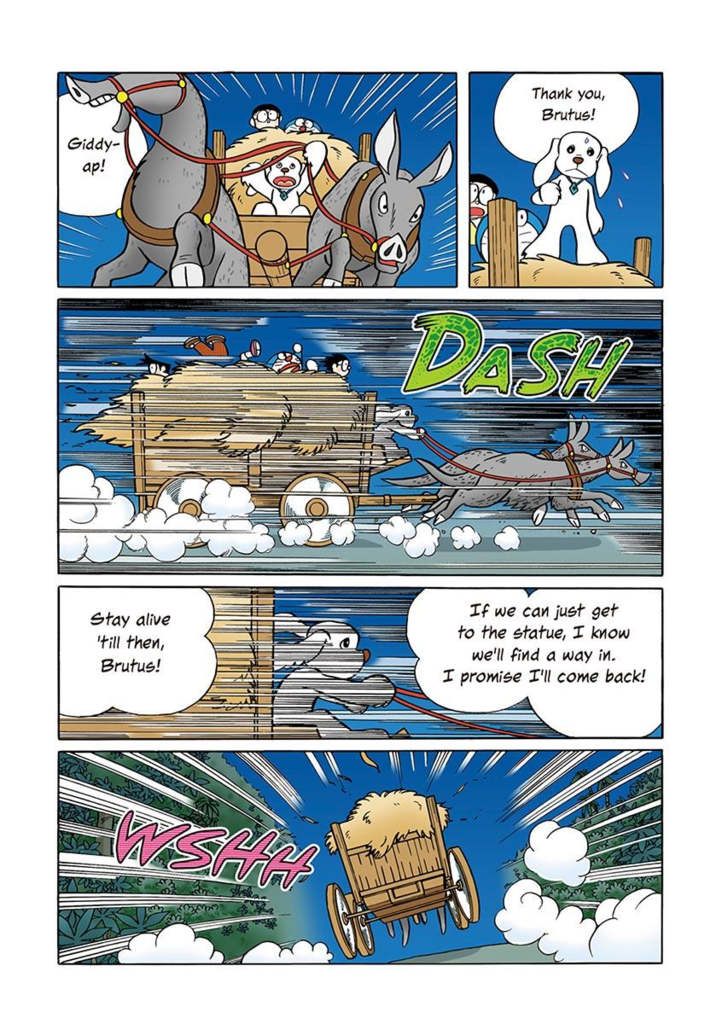 Giddy-
ap!
Thank you,
Brutus!
DASH
If we can just get
to the statue, I know
we'll find a way in.
I promise I'll come back!
Stay alive
'till then,
Brutus!
WSHH